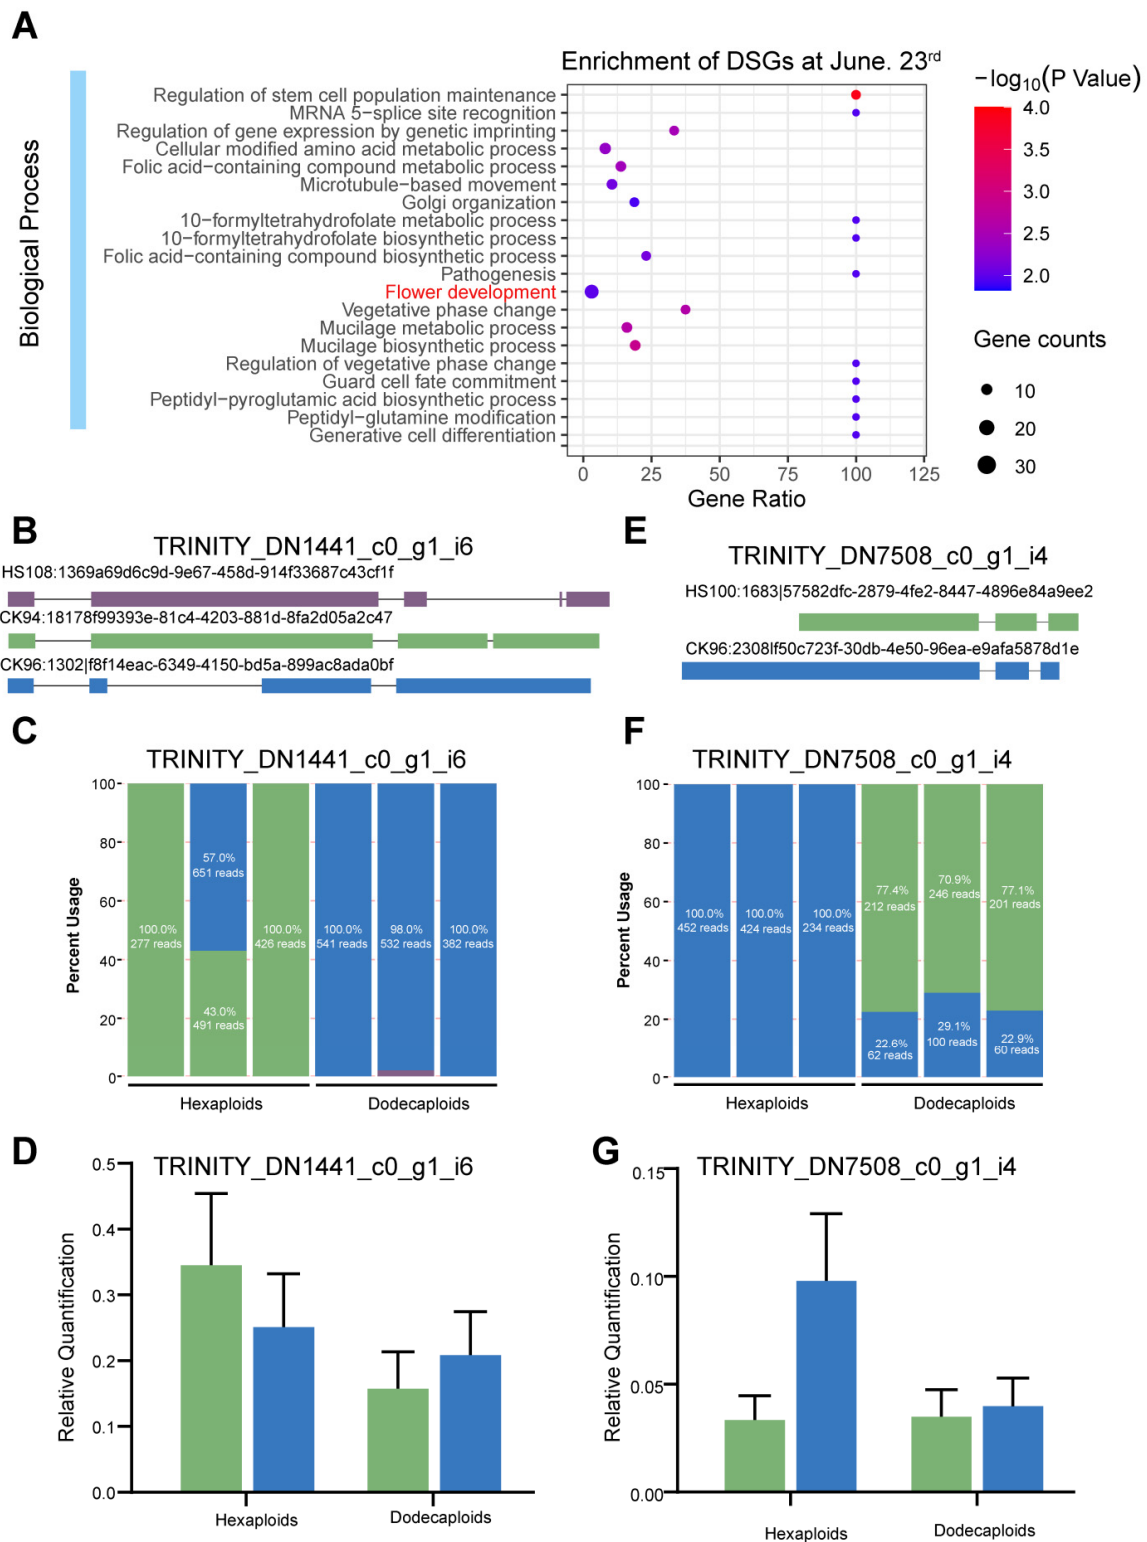 A
Enrichment of DSGs at June. 23rd
Biological Process
Regulation of stem cell population maintenance
MRNA 5−splice site recognition
Regulation of gene expression by genetic imprinting
Cellular modified amino acid metabolic process
Folic acid−containing compound metabolic process
Microtubule−based movement
Golgi organization
10−formyltetrahydrofolate metabolic process
10−formyltetrahydrofolate biosynthetic process
Folic acid−containing compound biosynthetic process
Pathogenesis
Flower development
Vegetative phase change
Mucilage metabolic process
Mucilage biosynthetic process
Regulation of vegetative phase change
Guard cell fate commitment
Peptidyl−pyroglutamic acid biosynthetic process
Peptidyl−glutamine modification
Generative cell differentiation
0 25 50 75 100 125
Gene Ratio
−log10(P Value)
4.0
3.5
3.0
2.5
2.0
Gene counts
10
20
30
B
TRINITY_DN1441_c0_g1_i6
HS108:1369a69d6c9d-9e67-458d-914f33687c43cf1f
CK94:18178f99393e-81c4-4203-881d-8fa2d05a2c47
CK96:1302|f8f14eac-6349-4150-bd5a-899ac8ada0bf
E
TRINITY_DN7508_c0_g1_i4
HS100:1683|57582dfc-2879-4fe2-8447-4896e84a9ee2
CK96:2308lf50c723f-30db-4e50-96ea-e9afa5878d1e
C
TRINITY_DN1441_c0_g1_i6
Percent Usage
100
80
60
40
20
0
100.0%
277 reads
57.0%
651 reads
43.0%
491 reads
100.0%
426 reads
100.0%
541 reads
98.0%
532 reads
100.0%
382 reads
Hexaploids
Dodecaploids
F
TRINITY_DN7508_c0_g1_i4
Percent Usage
100
80
60
40
20
0
100.0%
452 reads
100.0%
424 reads
100.0%
234 reads
77.4%
212 reads
22.6%
62 reads
70.9%
246 reads
29.1%
100 reads
77.1%
201 reads
22.9%
60 reads
Hexaploids
Dodecaploids
D
TRINITY_DN1441_c0_g1_i6
Relative Quantification
0.5
0.4
0.3
0.2
0.1
0.0
Hexaploids
Dodecaploids
G
TRINITY_DN7508_c0_g1_i4
Relative Quantification
0.15
0.10
0.05
0.00
Hexaploids
Dodecaploids